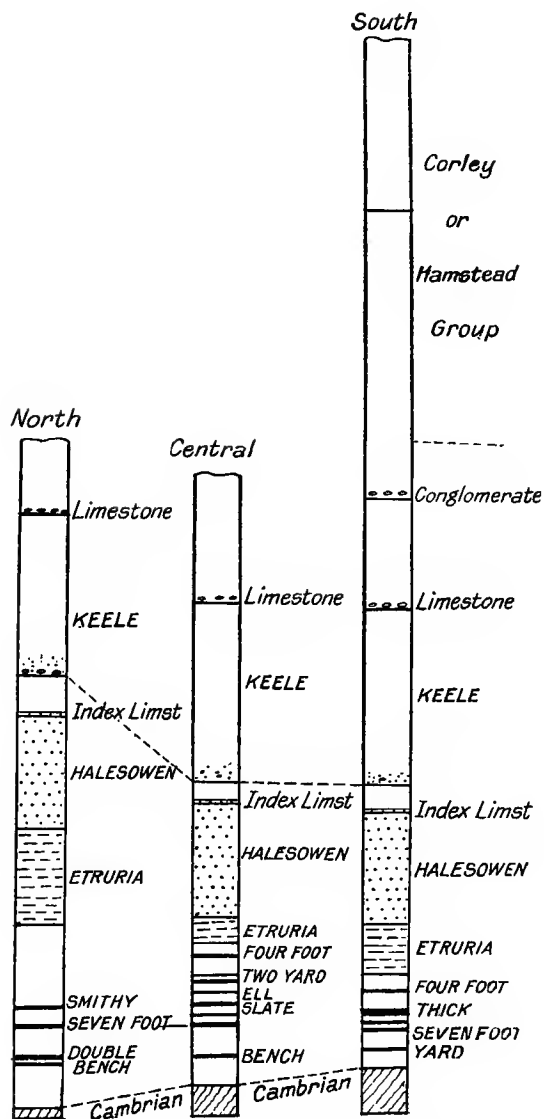 North
Limestone
KEELE
Index Limst
HALESOWEN
ETRURIA
SMITHY
SEVEN FOOT
DOUBLE
BENCH
Cambrian
Central
Limestone
KEELE
Index Limst
HALESOWEN
ETRURIA
FOUR FOOT
TWO YARD
ELL
SLATE
BENCH
Cambrian
South
Corley
or
Hamstead
Group
Conglomerate
Limestone
KEELE
Index Limst
HALESOWEN
ETRURIA
FOUR FOOT
THICK
SEVEN FOOT
YARD